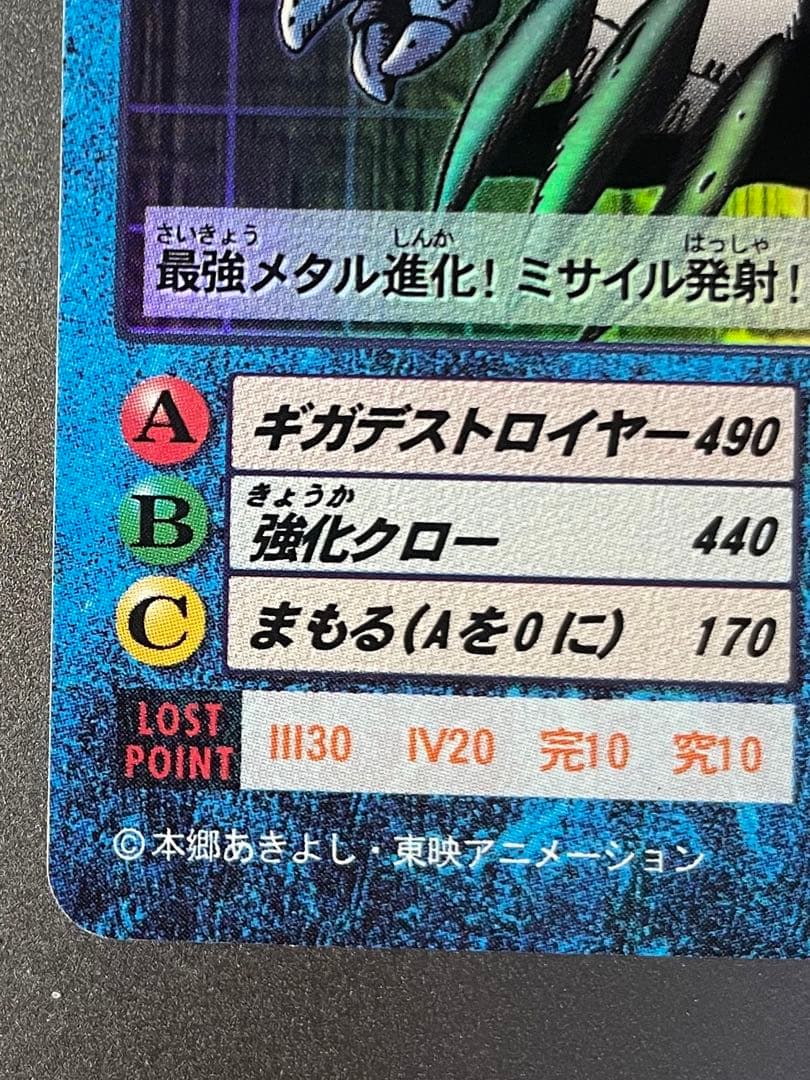 さいきょう しんか はっしゃ
最強メタル進化！ミサイル発射！
A ギガデストロイヤー 490
きょうか
B 強化クロー 440
C まもる(Aを0に) 170
LOST POINT III30 IV20 完10 究10
©本郷あきよし・東映アニメーション